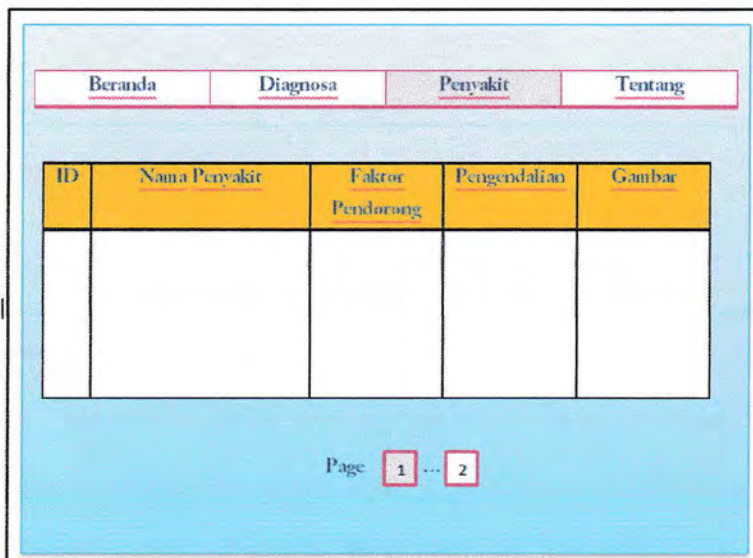 Beranda Diagnosa Penyakit Tentang
ID Nama Penyakit Faktor Pengendalian Gambar
Pendorong
Page 1 ... 2